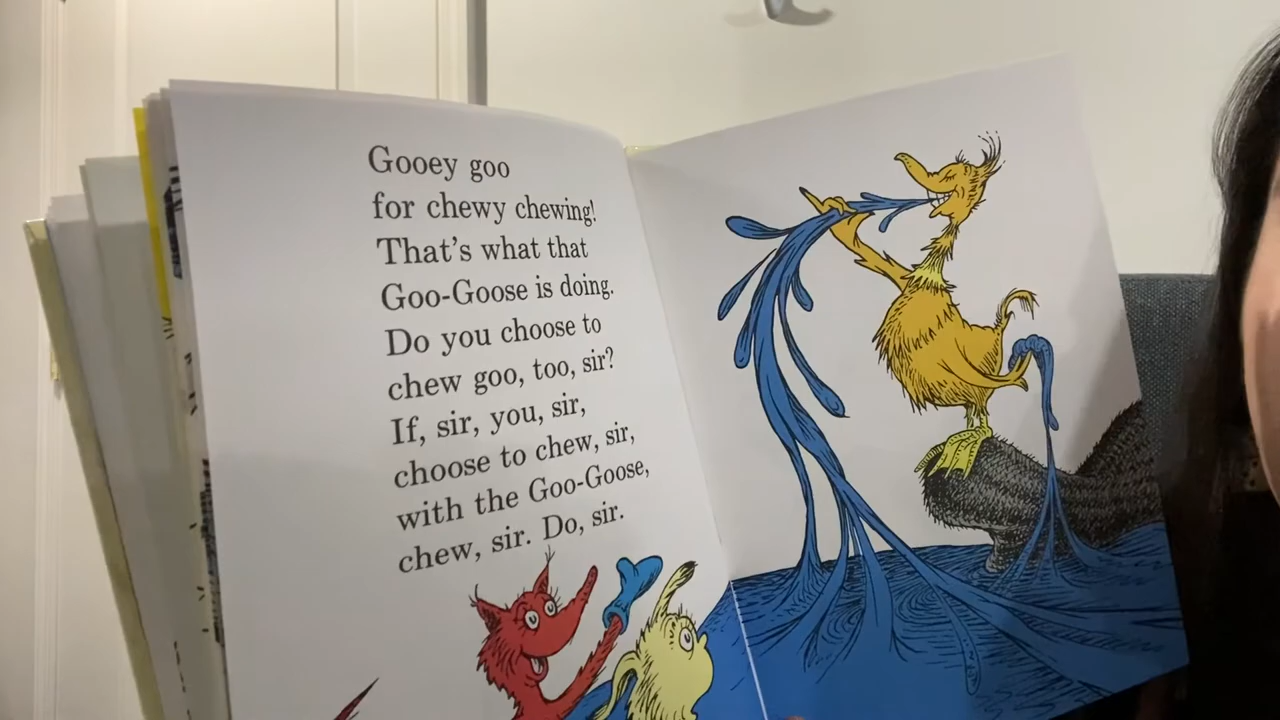 Gooey goo
for chewy chewing!
That's what that
Goo-Goose is doing.
Do you choose to
chew goo, too, sir?
If, sir, you, sir,
choose to chew, sir,
with the Goo-Goose,
chew, sir. Do, sir.